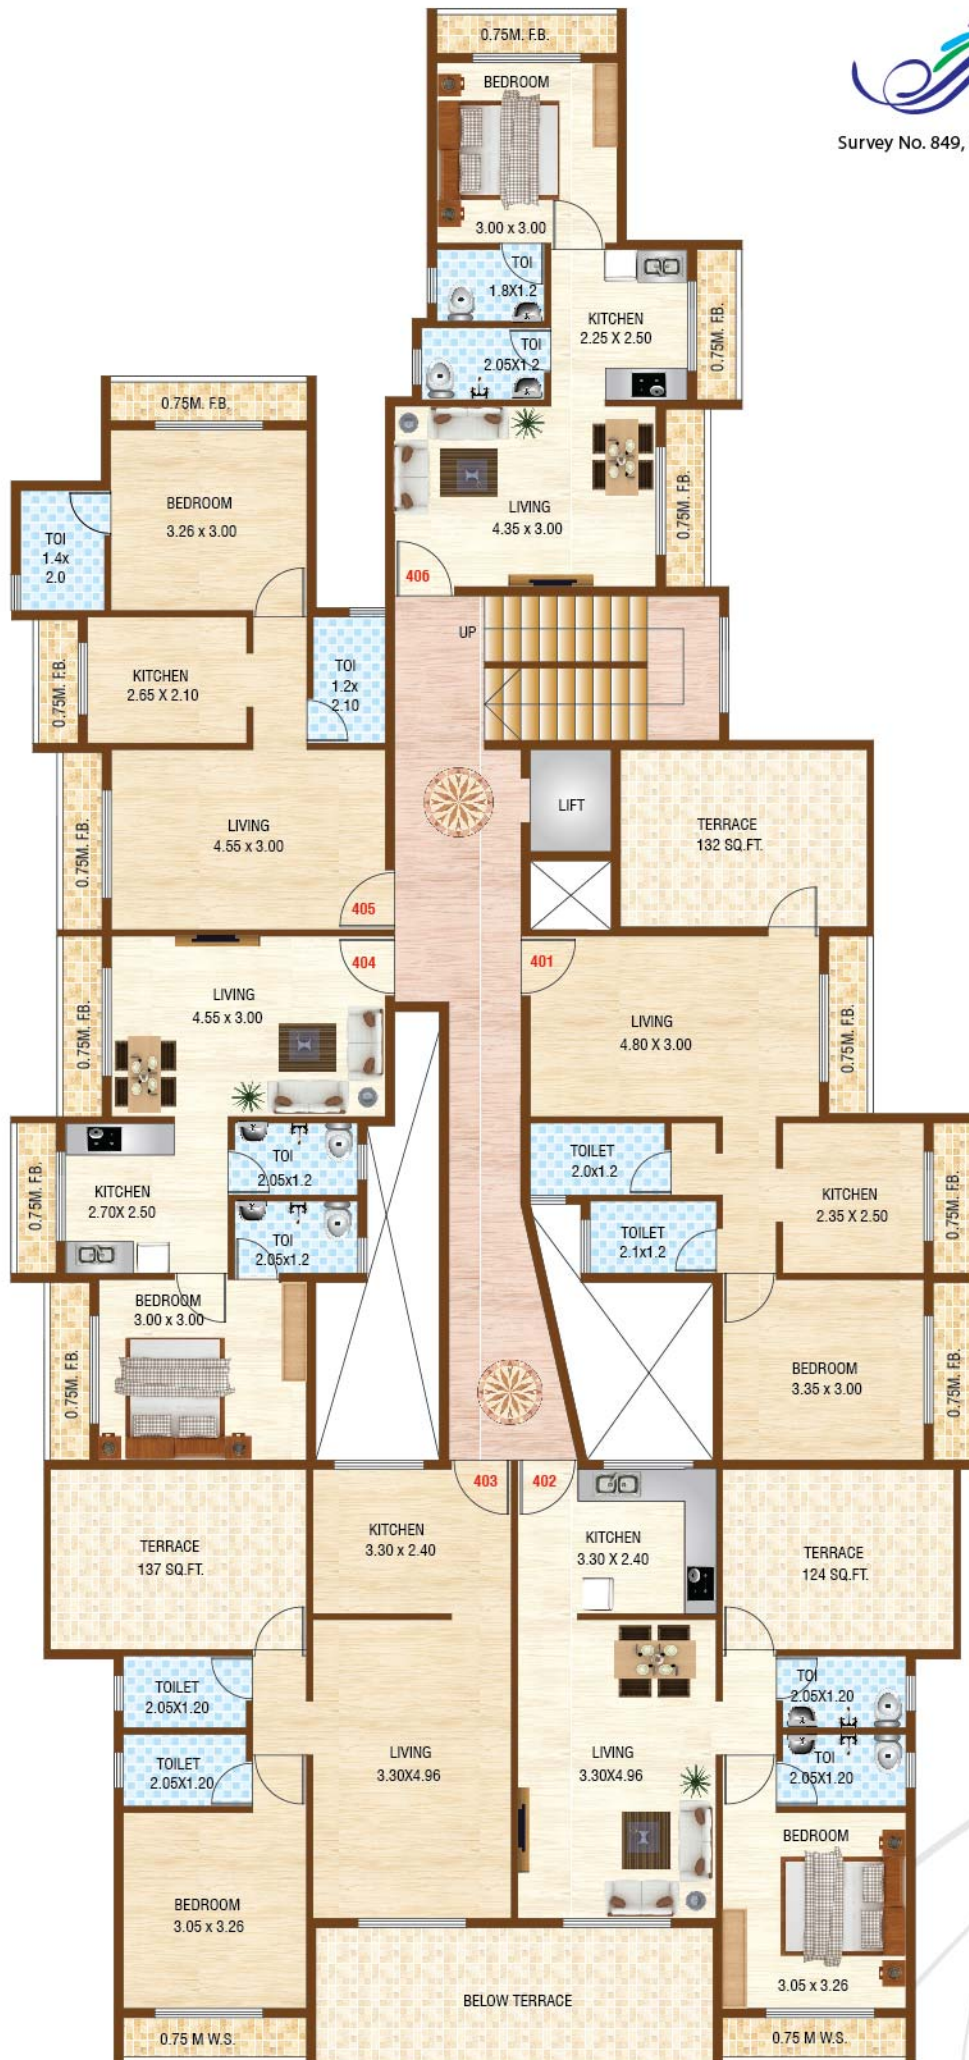 0.75M. F.B.
Survey No. 849,
BEDROOM
3.00 x 3.00
TOI
1.8X1.2
KITCHEN
2.25 X 2.50
0.75M. F.B.
TOI
2.05X1.2
0.75M. F.B.
LIVING
4.35 x 3.00
0.75M. F.B.
406
BEDROOM
3.26 x 3.00
TOI
1.4x
2.0
UP
KITCHEN
2.65 X 2.10
0.75M. F.B.
TOI
1.2x
2.10
LIFT
TERRACE
132 SQ.FT.
LIVING
4.55 x 3.00
0.75M. F.B.
405
404
401
LIVING
4.55 x 3.00
0.75M. F.B.
LIVING
4.80 X 3.00
0.75M. F.B.
TOI
2.05x1.2
TOILET
2.0x1.2
KITCHEN
2.70X 2.50
0.75M. F.B.
KITCHEN
2.35 X 2.50
0.75M. F.B.
TOI
2.05x1.2
TOILET
2.1x1.2
BEDROOM
3.00 x 3.00
0.75M. F.B.
BEDROOM
3.35 x 3.00
0.75M. F.B.
403
402
TERRACE
137 SQ.FT.
KITCHEN
3.30 x 2.40
KITCHEN
3.30 X 2.40
TERRACE
124 SQ.FT.
TOILET
2.05X1.20
TOI
2.05X1.20
TOILET
2.05X1.20
LIVING
3.30X4.96
LIVING
3.30X4.96
TOI
2.05X1.20
BEDROOM
3.05 x 3.26
BEDROOM
3.05 x 3.26
BELOW TERRACE
0.75 M W.S.
0.75 M W.S.